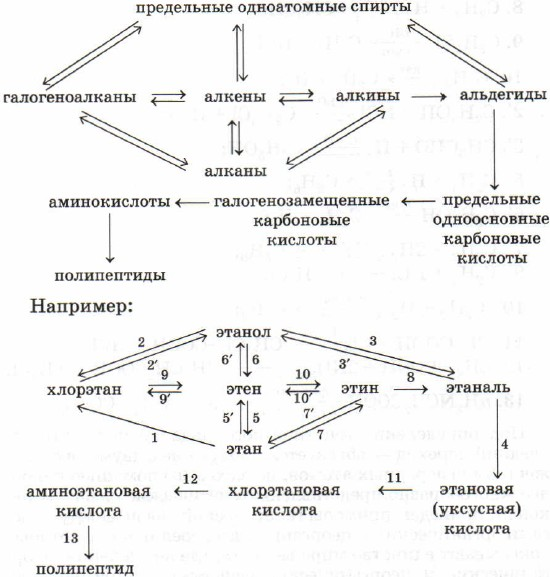 предельные одноатомные спирты
галогеноалканы алкены алкины альдегиды
алканы
аминокислоты галогенозамещенные предельные
карбоновые одноосновные
кислоты карбоновые
кислоты
полипептиды
Например:
этанол
2 3
2′ 6′ 6 3′
9 10 8
хлорэтан этен этин этаналь
9′ 10′
5′ 5 7′
1 7
этан 4
12 11
аминоэтановая хлорэтановая этановая
кислота кислота (уксусная)
кислота
13
полипептид